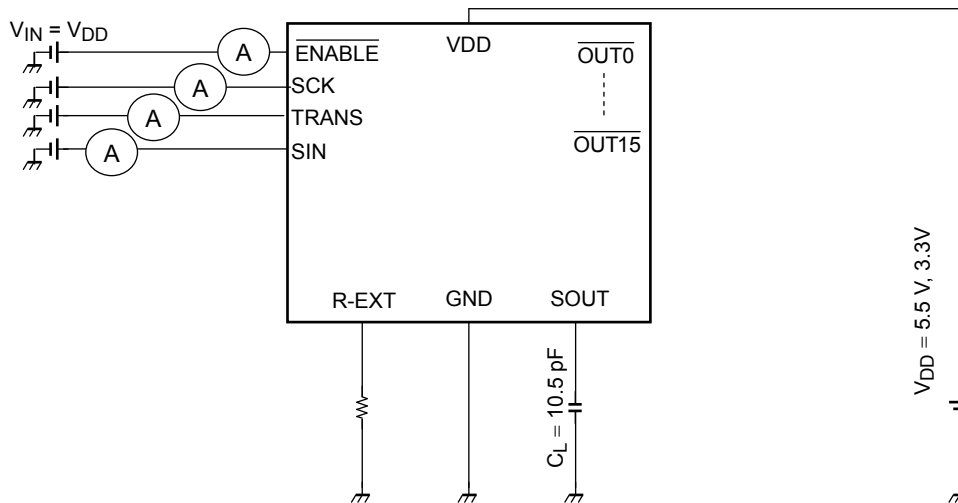 V_IN = V_DD
A
A
A
A
ENABLE
SCK
TRANS
SIN
VDD
OUT0
OUT15
R-EXT
GND
SOUT
C_L = 10.5 pF
V_DD = 5.5 V, 3.3V